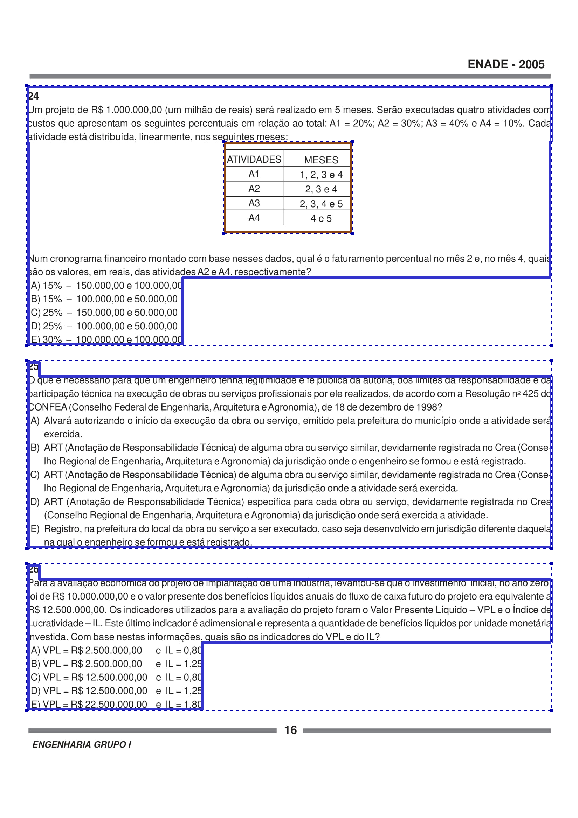 ENADE - 2005
24
Um projeto de R$ 1.000.000,00 (um milhão de reais) será realizado em 5 meses. Serão executadas quatro atividades com
custos que apresentam os seguintes percentuais em relação ao total: A1 = 20%; A2 = 30%; A3 = 40% e A4 = 10%. Cada
atividade está distribuída, linearmente, nos seguintes meses:
ATIVIDADES MESES
A1 1, 2, 3 e 4
A2 2, 3 e 4
A3 2, 3, 4 e 5
A4 4 e 5
Num cronograma financeiro montado com base nesses dados, qual é o faturamento percentual no mês 2 e, no mês 4, quais
são os valores, em reais, das atividades A2 e A4, respectivamente?
A) 15% – 150.000,00 e 100.000,00
B) 15% – 100.000,00 e 50.000,00
C) 25% – 150.000,00 e 50.000,00
D) 25% – 100.000,00 e 50.000,00
E) 30% – 100.000,00 e 100.000,00
25
O que é necessário para que um engenheiro tenha legitimidade e fé pública da autoria, dos limites da responsabilidade e da
participação técnica na execução de obras ou serviços profissionais por ele realizados, de acordo com a Resolução nº 425 do
CONFEA (Conselho Federal de Engenharia, Arquitetura e Agronomia), de 18 de dezembro de 1998?
A) Alvará autorizando o início da execução da obra ou serviço, emitido pela prefeitura do município onde a atividade será
exercida.
B) ART (Anotação de Responsabilidade Técnica) de alguma obra ou serviço similar, devidamente registrada no Crea (Conse-
lho Regional de Engenharia, Arquitetura e Agronomia) da jurisdição onde o engenheiro se formou e está registrado.
C) ART (Anotação de Responsabilidade Técnica) de alguma obra ou serviço similar, devidamente registrada no Crea (Conse-
lho Regional de Engenharia, Arquitetura e Agronomia) da jurisdição onde a atividade será exercida.
D) ART (Anotação de Responsabilidade Técnica) específica para cada obra ou serviço, devidamente registrada no Crea
(Conselho Regional de Engenharia, Arquitetura e Agronomia) da jurisdição onde será exercida a atividade.
E) Registro, na prefeitura do local da obra ou serviço a ser executado, caso seja desenvolvido em jurisdição diferente daquela
na qual o engenheiro se formou e está registrado.
26
Para a avaliação econômica do projeto de implantação de uma indústria, levantou-se que o investimento inicial, no ano zero,
foi de R$ 10.000.000,00 e o valor presente dos benefícios líquidos anuais do fluxo de caixa futuro do projeto era equivalente a
R$ 12.500.000,00. Os indicadores utilizados para a avaliação do projeto foram o Valor Presente Líquido – VPL e o Índice de
Lucratividade – IL. Este último indicador é adimensional e representa a quantidade de benefícios líquidos por unidade monetária
investida. Com base nestas informações, quais são os indicadores do VPL e do IL?
A) VPL = R$ 2.500.000,00 e IL = 0,80
B) VPL = R$ 2.500.000,00 e IL = 1,25
C) VPL = R$ 12.500.000,00 e IL = 0,80
D) VPL = R$ 12.500.000,00 e IL = 1,25
E) VPL = R$ 22.500.000,00 e IL = 1,80
16
ENGENHARIA GRUPO I